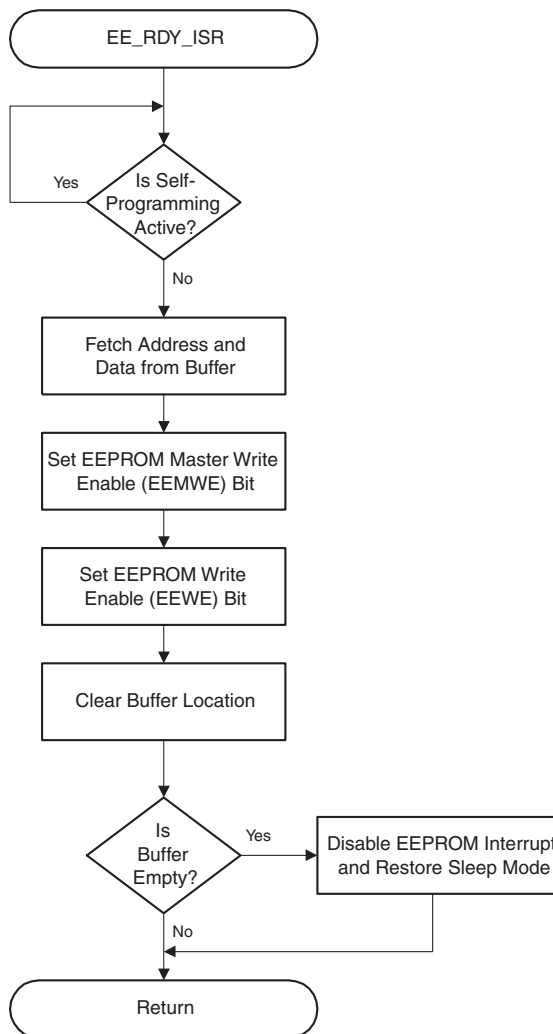 EE_RDY_ISR
Yes
Is Self-
Programming
Active?
No
Fetch Address and
Data from Buffer
Set EEPROM Master Write
Enable (EEMWE) Bit
Set EEPROM Write
Enable (EEWE) Bit
Clear Buffer Location
Is
Buffer
Empty?
Yes
Disable EEPROM Interrupt
and Restore Sleep Mode
No
Return